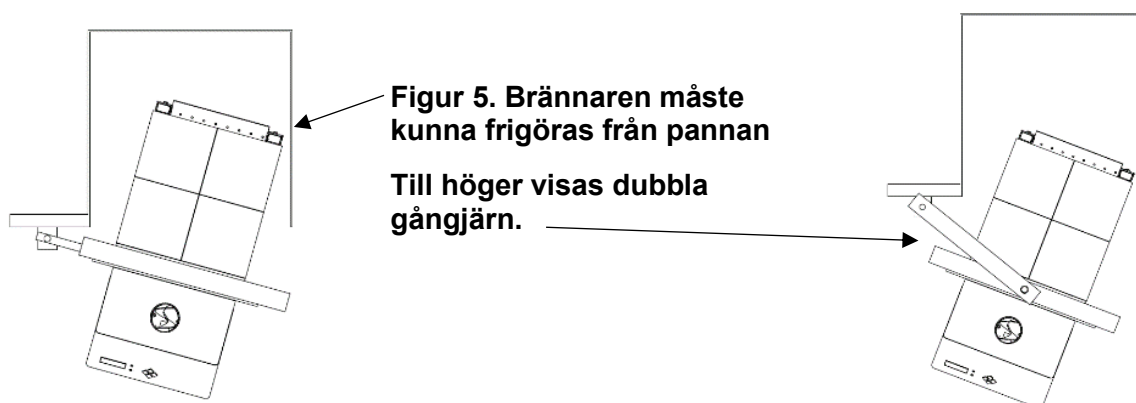 Figur 5. Brännaren måste
kunna frigöras från pannan
Till höger visas dubbla
gångjärn.